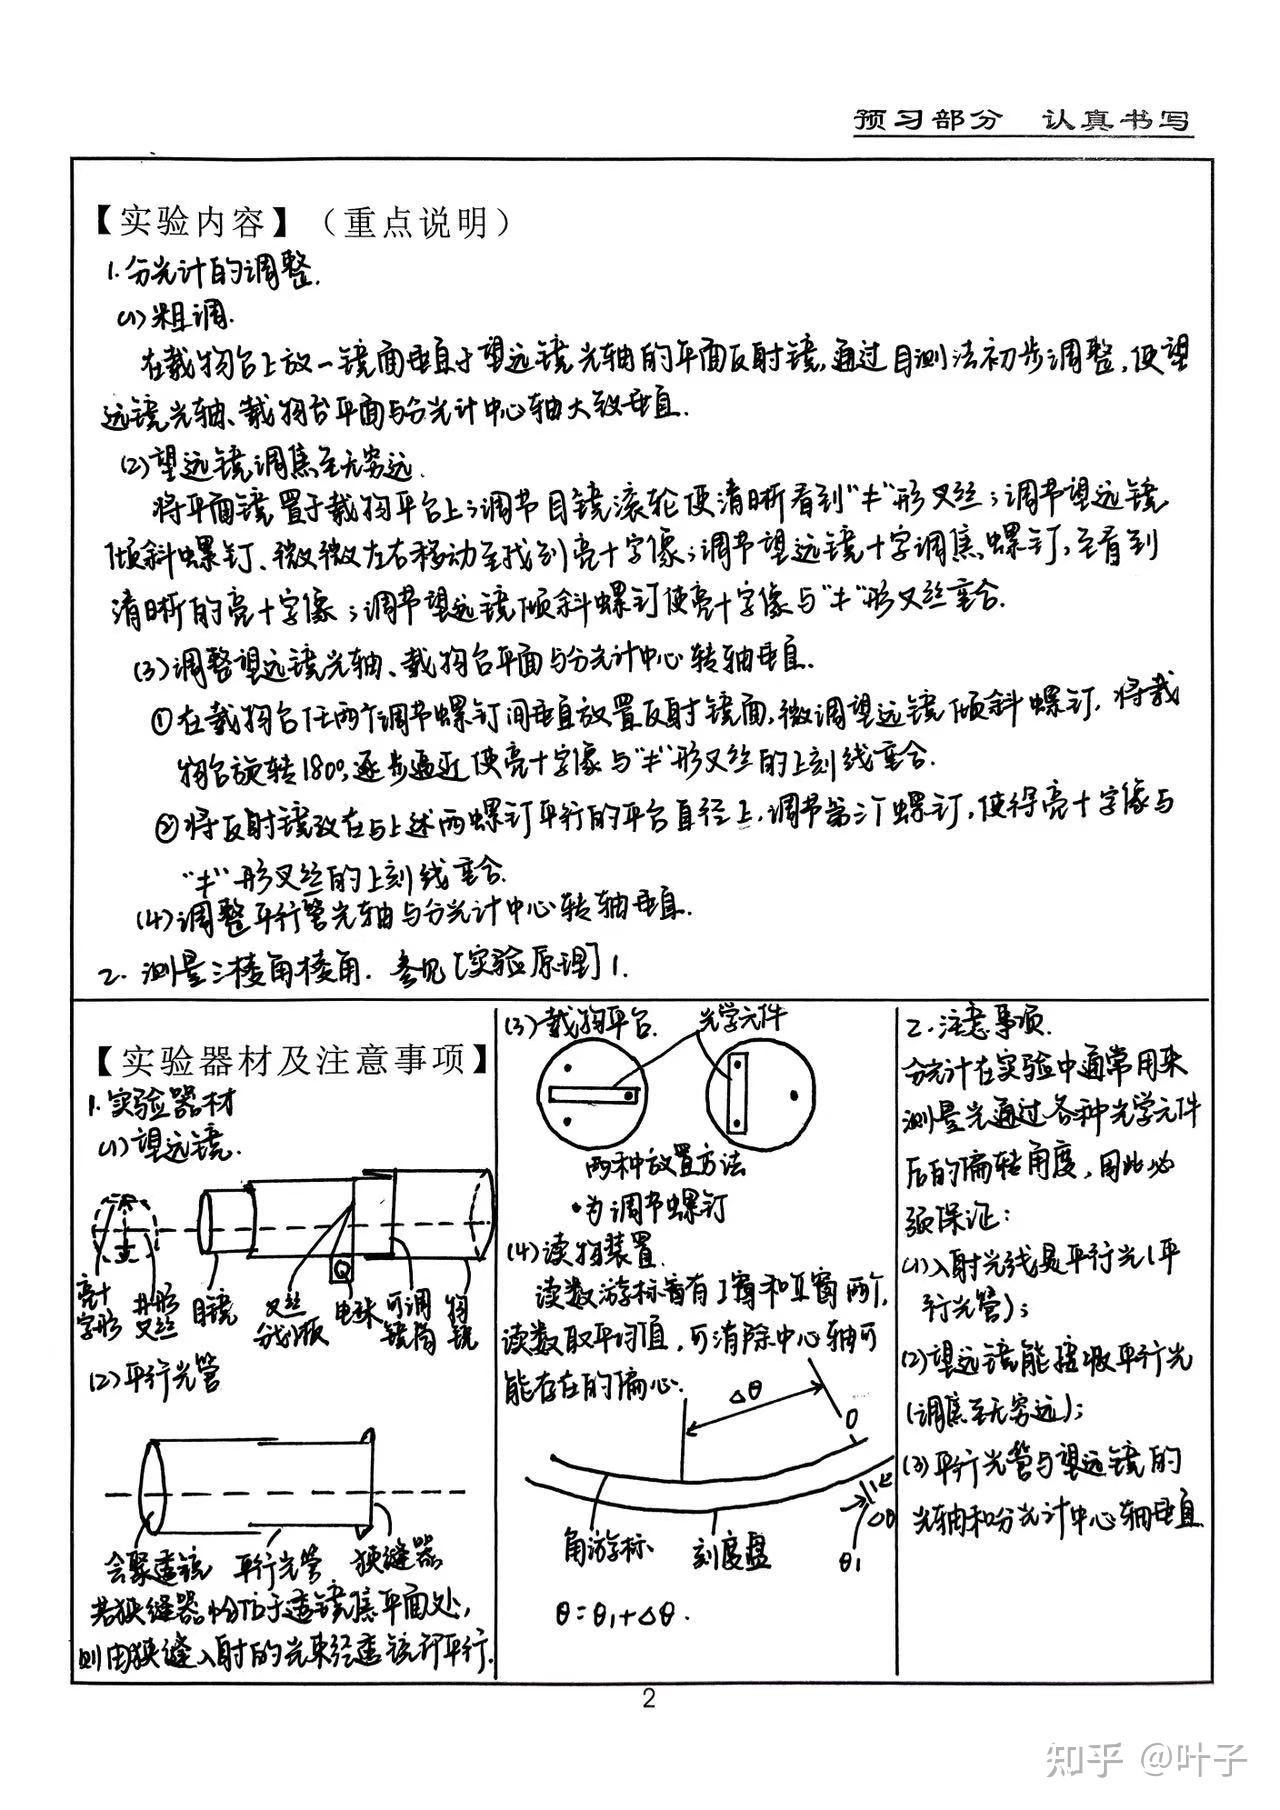 预习部分 认真书写
【实验内容】（重点说明）
1. 分光计的调整.
(1) 粗调.
在载物台上放一镜面垂直于望远镜光轴的平面反射镜,通过目测法初步调整,使望
远镜光轴、载物台平面与分光计中心轴大致垂直.
(2) 望远镜调焦至无穷远.
将平面镜置于载物平台上;调节目镜滚轮使清晰看到"丰"形叉丝;调节望远镜
倾斜螺钉、微微左右移动至找到亮十字像;调节望远镜十字调焦螺钉,至看到
清晰的亮十字像;调节望远镜倾斜螺钉使亮十字像与"丰"形叉丝重合.
(3) 调整望远镜光轴、载物台平面与分光计中心转轴垂直.
① 在载物台任两个调节螺钉间垂直放置反射镜面,微调望远镜倾斜螺钉.将载
物台旋转180°,逐步逼近使亮十字像与"丰"形叉丝的上刻线重合.
② 将反射镜放在与上述两螺钉平行的平台直径上,调节第三个螺钉,使得亮十字像与
"丰"形叉丝的上刻线重合.
(4) 调整平行管光轴与分光计中心转轴垂直.
2. 测量三棱角棱角. 参见[实验原理]1.
【实验器材及注意事项】
1. 实验器材
(1) 望远镜.
亮十
字形
井形
叉丝
目镜
叉丝
分划板
电珠
可调
镜筒
物
镜
(2) 平行光管
会聚透镜 平行光管 狭缝器
若狭缝器恰位于透镜焦平面处,
则由狭缝入射的光束经透镜即平行.
(3) 载物平台. 光学元件
两种放置方法
·为调节螺钉
(4) 读物装置.
读数游标盘有I窗和II窗两个,
读数取平均值,可消除中心轴可
能存在的偏心.
Δθ
0
角游标 刻度盘
θ1
Δθ
θ=θ1+Δθ.
2. 注意事项.
分光计在实验中通常用来
测量光通过各种光学元件
后的偏转角度,因此必
须保证:
(1) 入射光线是平行光(平
行光管);
(2) 望远镜能接收平行光
(调焦至无穷远);
(3) 平行光管与望远镜的
光轴和分光计中心轴垂直
2
知乎 @叶子